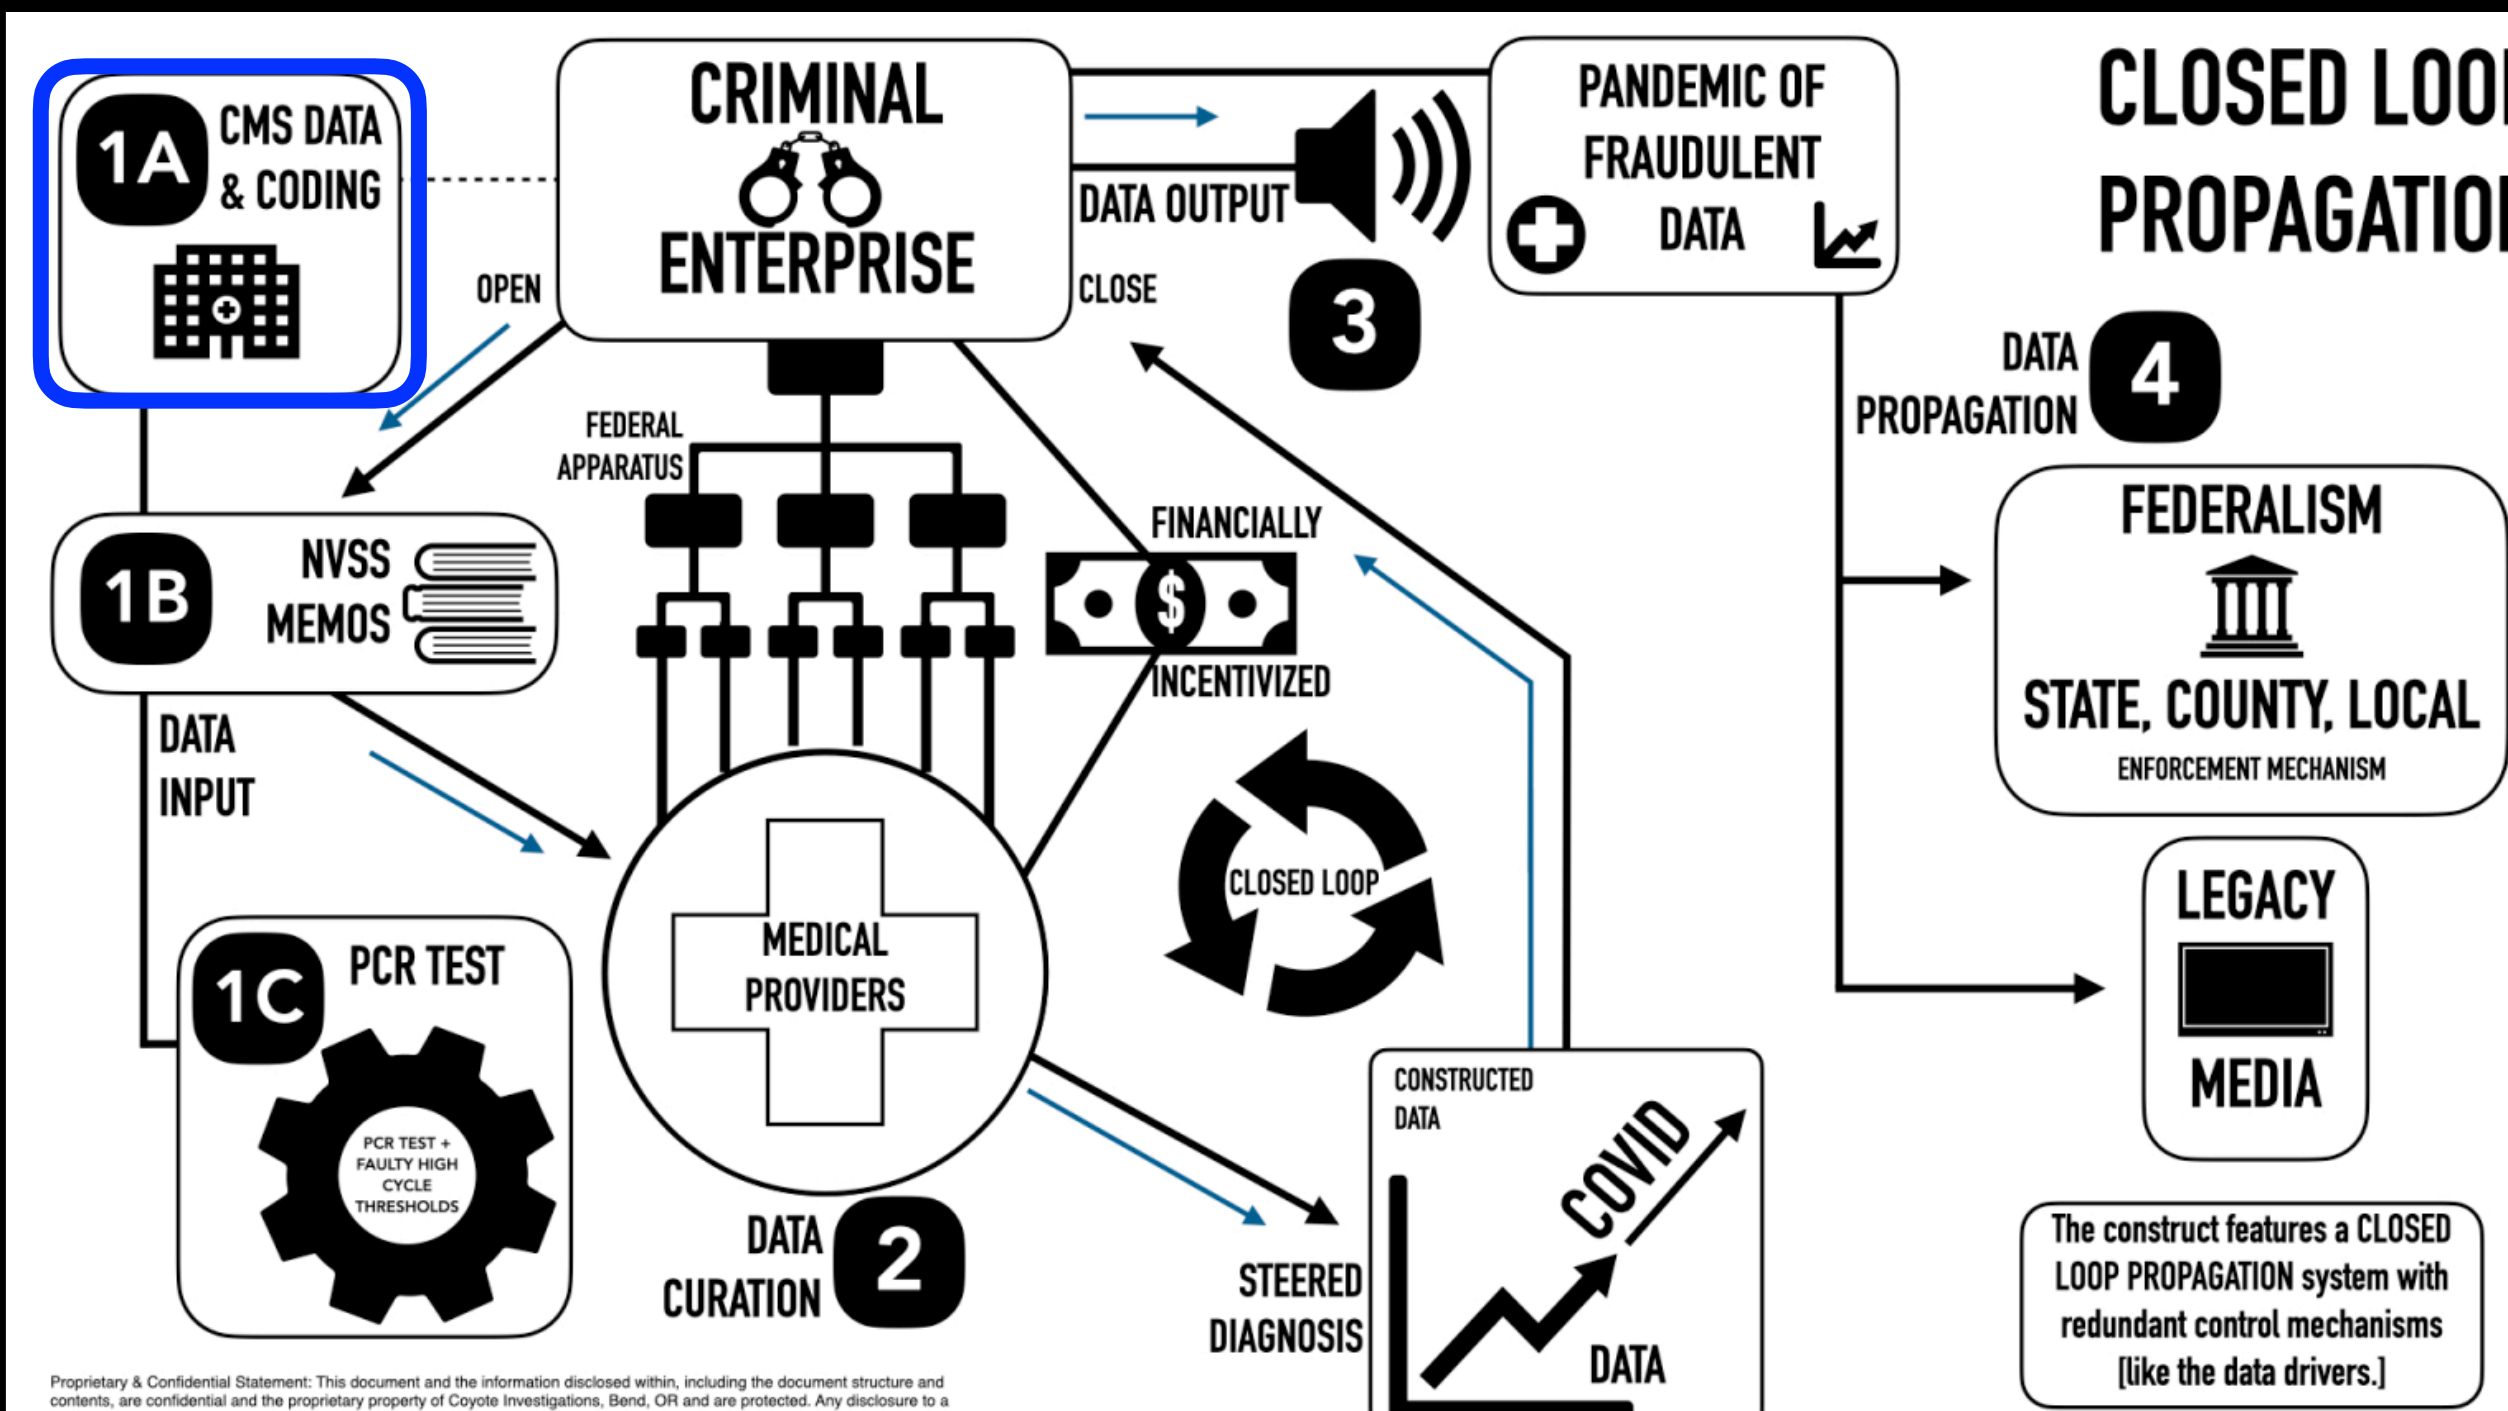 1A
CMS DATA
& CODING
CRIMINAL
ENTERPRISE
OPEN
DATA OUTPUT
CLOSE
3
PANDEMIC OF
FRAUDULENT
DATA
CLOSED
PROPAGATION
DATA
PROPAGATION
4
FEDERAL
APPARATUS
FINANCIALLY
$
INCENTIVIZED
1B
NVSS
MEMOS
DATA
INPUT
FEDERALISM
STATE, COUNTY, LOCAL
ENFORCEMENT MECHANISM
1C
PCR TEST
PCR TEST +
FAULTY HIGH
CYCLE
THRESHOLDS
MEDICAL
PROVIDERS
CLOSED LOOP
LEGACY
MEDIA
DATA
CURATION
2
STEERED
DIAGNOSIS
CONSTRUCTED
DATA
COVID
DATA
The construct features a CLOSED
LOOP PROPAGATION system with
redundant control mechanisms
[like the data drivers.]
Proprietary & Confidential Statement: This document and the information disclosed within, including the document structure and
contents, are confidential and the proprietary property of Coyote Investigations, Bend, OR and are protected. Any disclosure to a